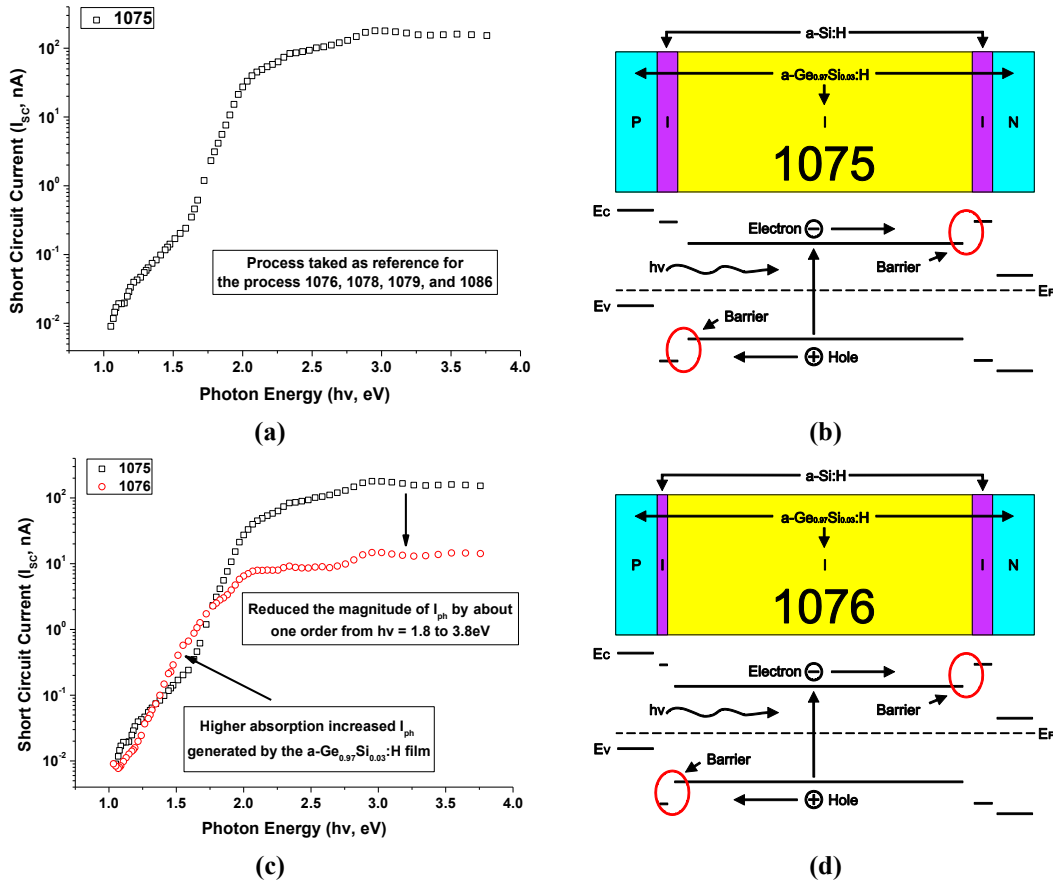 1075
10²
10¹
10⁰
10⁻¹
10⁻²
Short Circuit Current (I_SC, nA)
Process taked as reference for
the process 1076, 1078, 1079, and 1086
1.0 1.5 2.0 2.5 3.0 3.5 4.0
Photon Energy (hν, eV)
(a)
a-Si:H
a-Ge₀.₉₇Si₀.₀₃:H
P I I I N
1075
Ec
Electron
Barrier
hν
EF
Ev
Barrier
Hole
(b)
1075
1076
10²
10¹
10⁰
10⁻¹
10⁻²
Short Circuit Current (I_SC, nA)
Reduced the magnitude of I_ph by about
one order from hν = 1.8 to 3.8eV
Higher absorption increased I_ph
generated by the a-Ge₀.₉₇Si₀.₀₃:H film
1.0 1.5 2.0 2.5 3.0 3.5 4.0
Photon Energy (hν, eV)
(c)
a-Si:H
a-Ge₀.₉₇Si₀.₀₃:H
P I I I N
1076
Ec
Electron
Barrier
hν
EF
Ev
Barrier
Hole
(d)